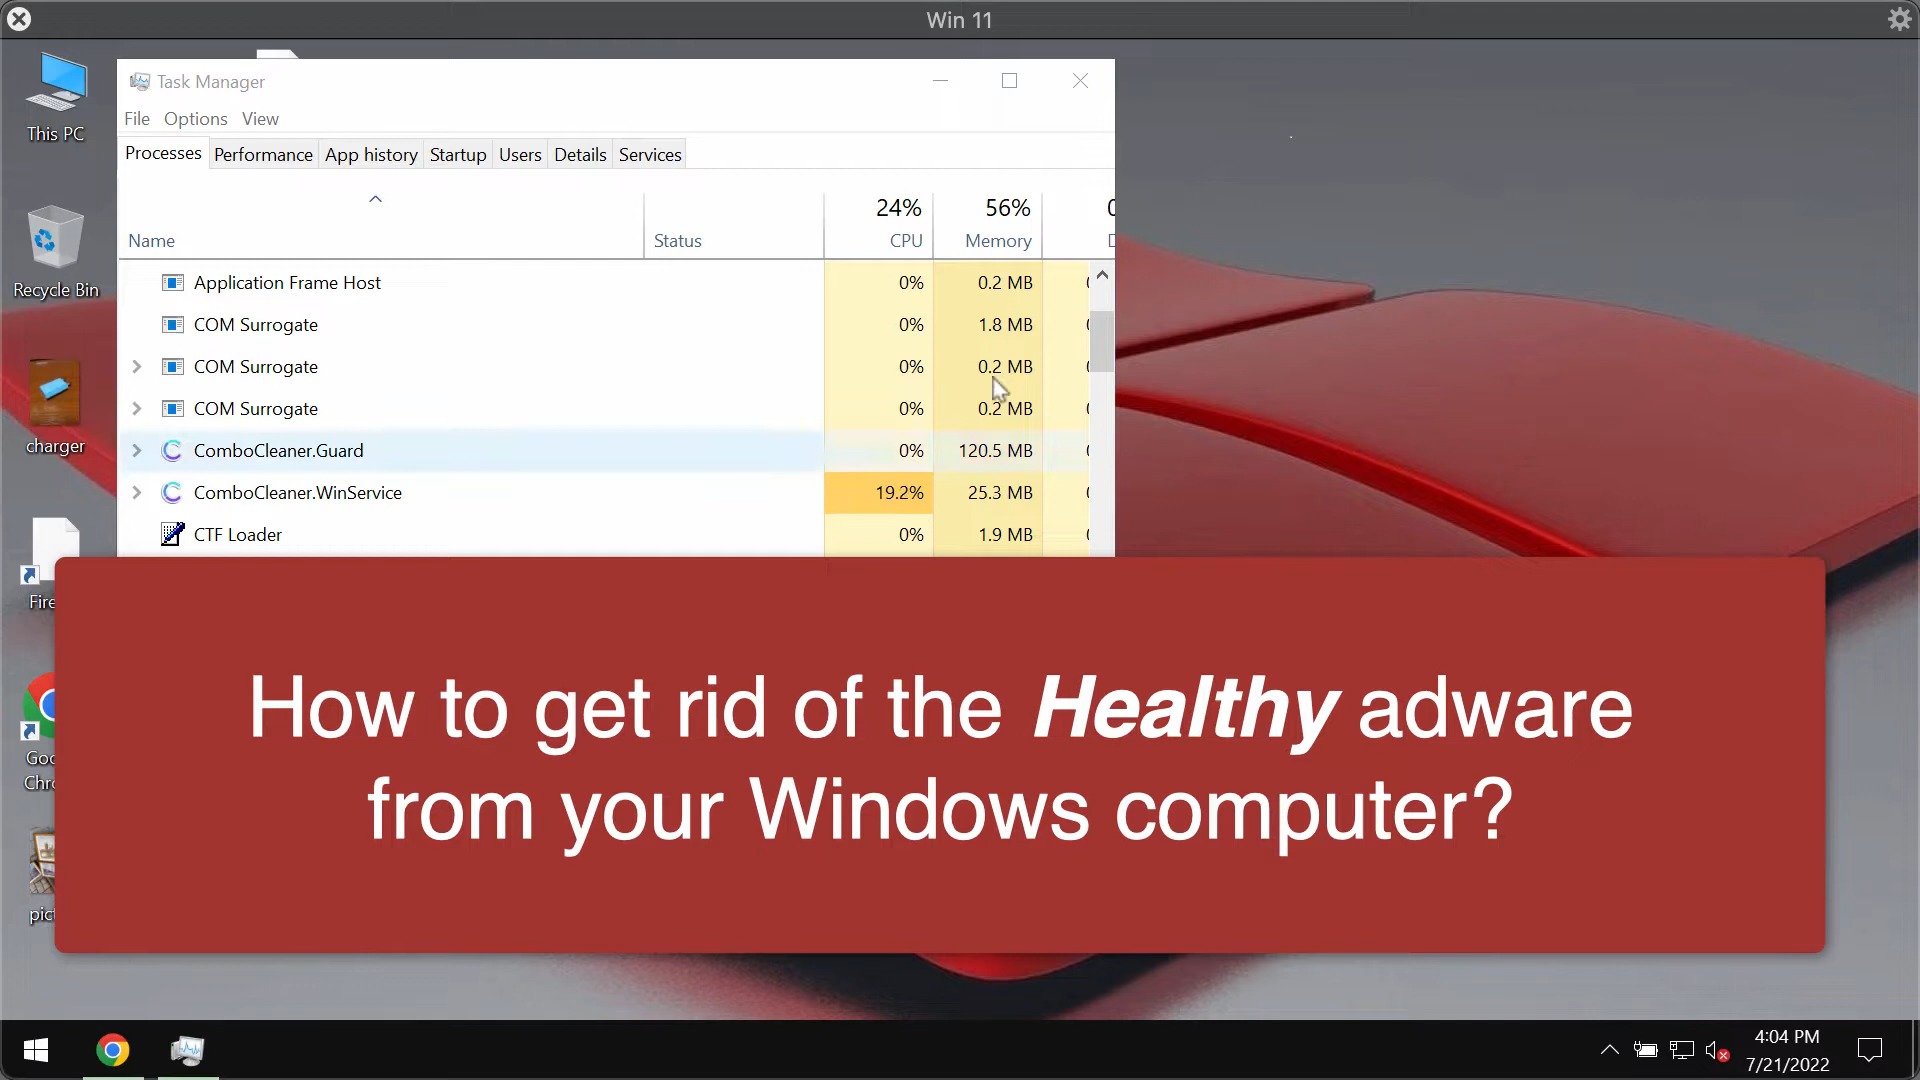 Win 11
Task Manager
File Options View
Processes Performance App history Startup Users Details Services
24% 56%
Name Status CPU Memory
Application Frame Host 0% 0.2 MB
COM Surrogate 0% 1.8 MB
COM Surrogate 0% 0.2 MB
COM Surrogate 0% 0.2 MB
ComboCleaner.Guard 0% 120.5 MB
ComboCleaner.WinService 19.2% 25.3 MB
CTF Loader 0% 1.9 MB
This PC
Recycle Bin
charger
Fire
Goo
Chro
pict
How to get rid of the Healthy adware
from your Windows computer?
4:04 PM
7/21/2022